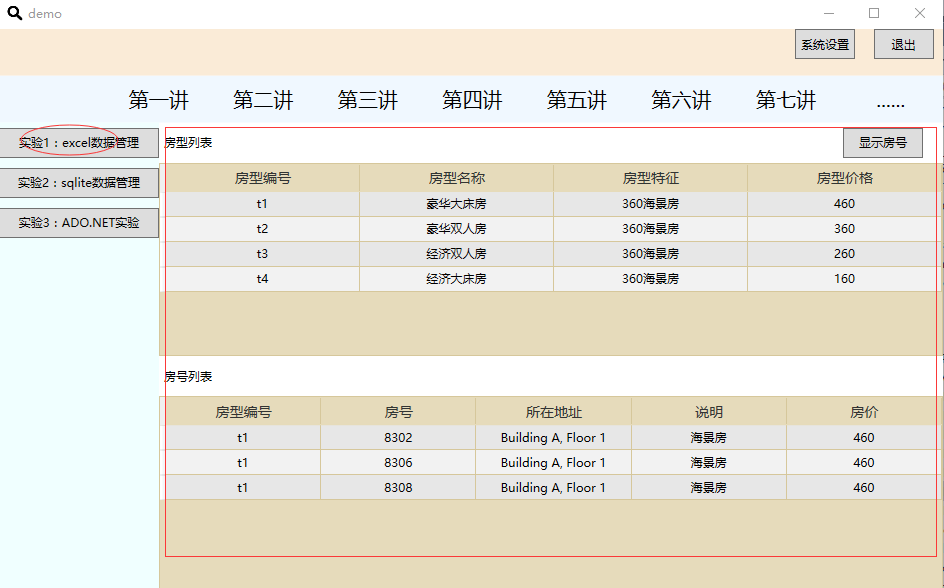 demo
系统设置 退出
第一讲 第二讲 第三讲 第四讲 第五讲 第六讲 第七讲 ......
实验1：excel数据管理
实验2：sqlite数据管理
实验3：ADO.NET实验
房型列表 显示房号
房型编号 房型名称 房型特征 房型价格
t1 豪华大床房 360海景房 460
t2 豪华双人房 360海景房 360
t3 经济双人房 360海景房 260
t4 经济大床房 360海景房 160
房号列表
房型编号 房号 所在地址 说明 房价
t1 8302 Building A, Floor 1 海景房 460
t1 8306 Building A, Floor 1 海景房 460
t1 8308 Building A, Floor 1 海景房 460